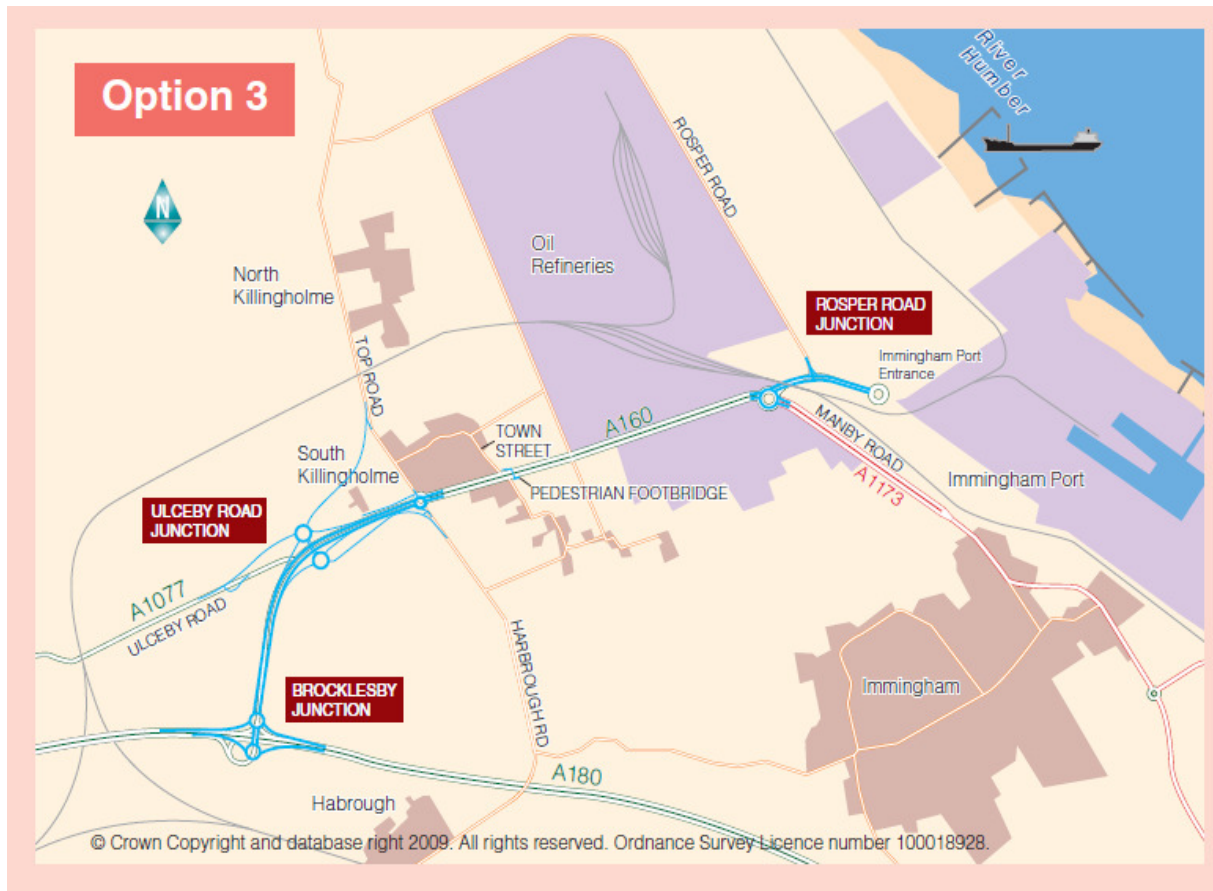 Option 3
River
Humber
N
ROSPER ROAD
Oil
Refineries
North
Killingholme
ROSPER ROAD
JUNCTION
Immingham Port
Entrance
TOP ROAD
A160
TOWN
STREET
MANBY ROAD
South
Killingholme
A1173
Immingham Port
PEDESTRIAN FOOTBRIDGE
ULCEBY ROAD
JUNCTION
A1077
ULCEBY ROAD
HARBROUGH RD
BROCKLESBY
JUNCTION
Immingham
A180
Habrough
© Crown Copyright and database right 2009. All rights reserved. Ordnance Survey Licence number 100018928.